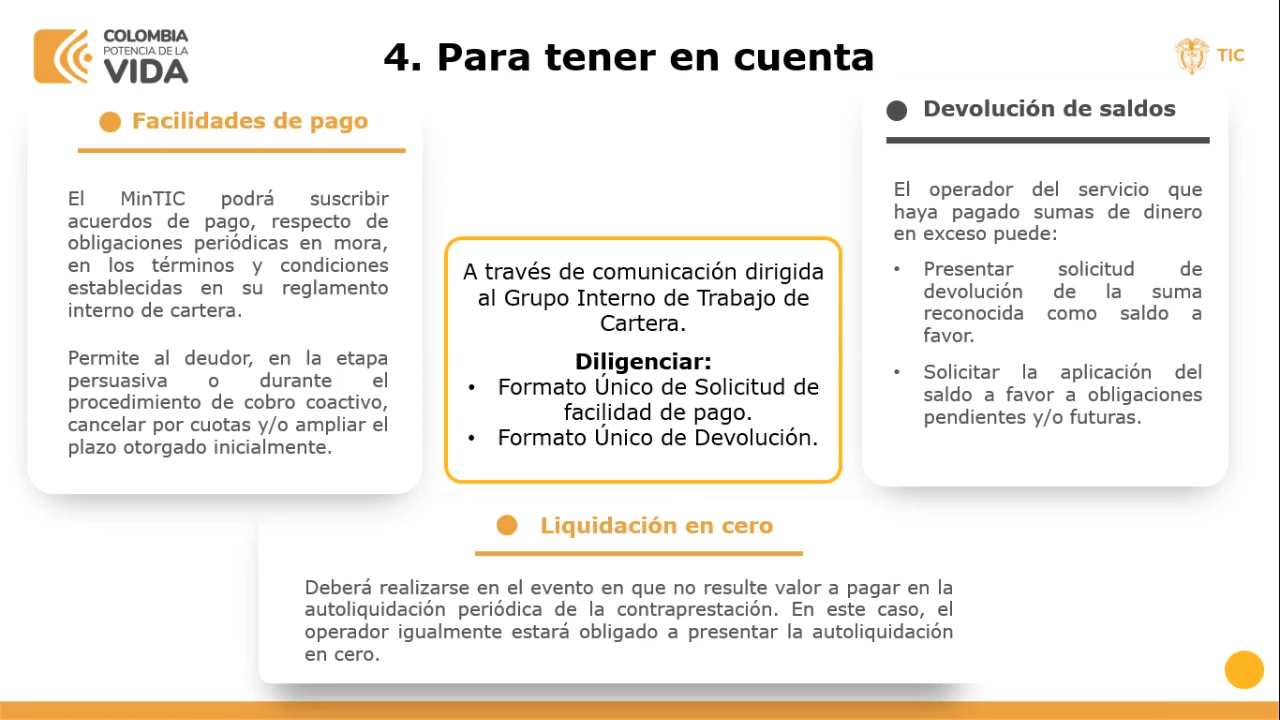 COLOMBIA
POTENCIA DE LA
VIDA
4. Para tener en cuenta
TIC
Facilidades de pago
El MinTIC podrá suscribir
acuerdos de pago, respecto de
obligaciones periódicas en mora,
en los términos y condiciones
establecidas en su reglamento
interno de cartera.
Permite al deudor, en la etapa
persuasiva o durante el
procedimiento de cobro coactivo,
cancelar por cuotas y/o ampliar el
plazo otorgado inicialmente.
A través de comunicación dirigida
al Grupo Interno de Trabajo de
Cartera.
Diligenciar:
• Formato Único de Solicitud de
facilidad de pago.
• Formato Único de Devolución.
Devolución de saldos
El operador del servicio que
haya pagado sumas de dinero
en exceso puede:
• Presentar solicitud de
devolución de la suma
reconocida como saldo a
favor.
• Solicitar la aplicación del
saldo a favor a obligaciones
pendientes y/o futuras.
Liquidación en cero
Deberá realizarse en el evento en que no resulte valor a pagar en la
autoliquidación periódica de la contraprestación. En este caso, el
operador igualmente estará obligado a presentar la autoliquidación
en cero.